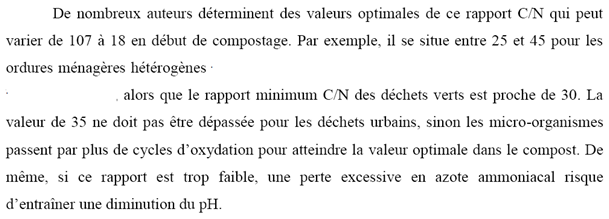 De nombreux auteurs déterminent des valeurs optimales de ce rapport C/N qui peut
varier de 107 à 18 en début de compostage. Par exemple, il se situe entre 25 et 45 pour les
ordures ménagères hétérogènes
, alors que le rapport minimum C/N des déchets verts est proche de 30. La
valeur de 35 ne doit pas être dépassée pour les déchets urbains, sinon les micro-organismes
passent par plus de cycles d’oxydation pour atteindre la valeur optimale dans le compost. De
même, si ce rapport est trop faible, une perte excessive en azote ammoniacal risque
d’entraîner une diminution du pH.